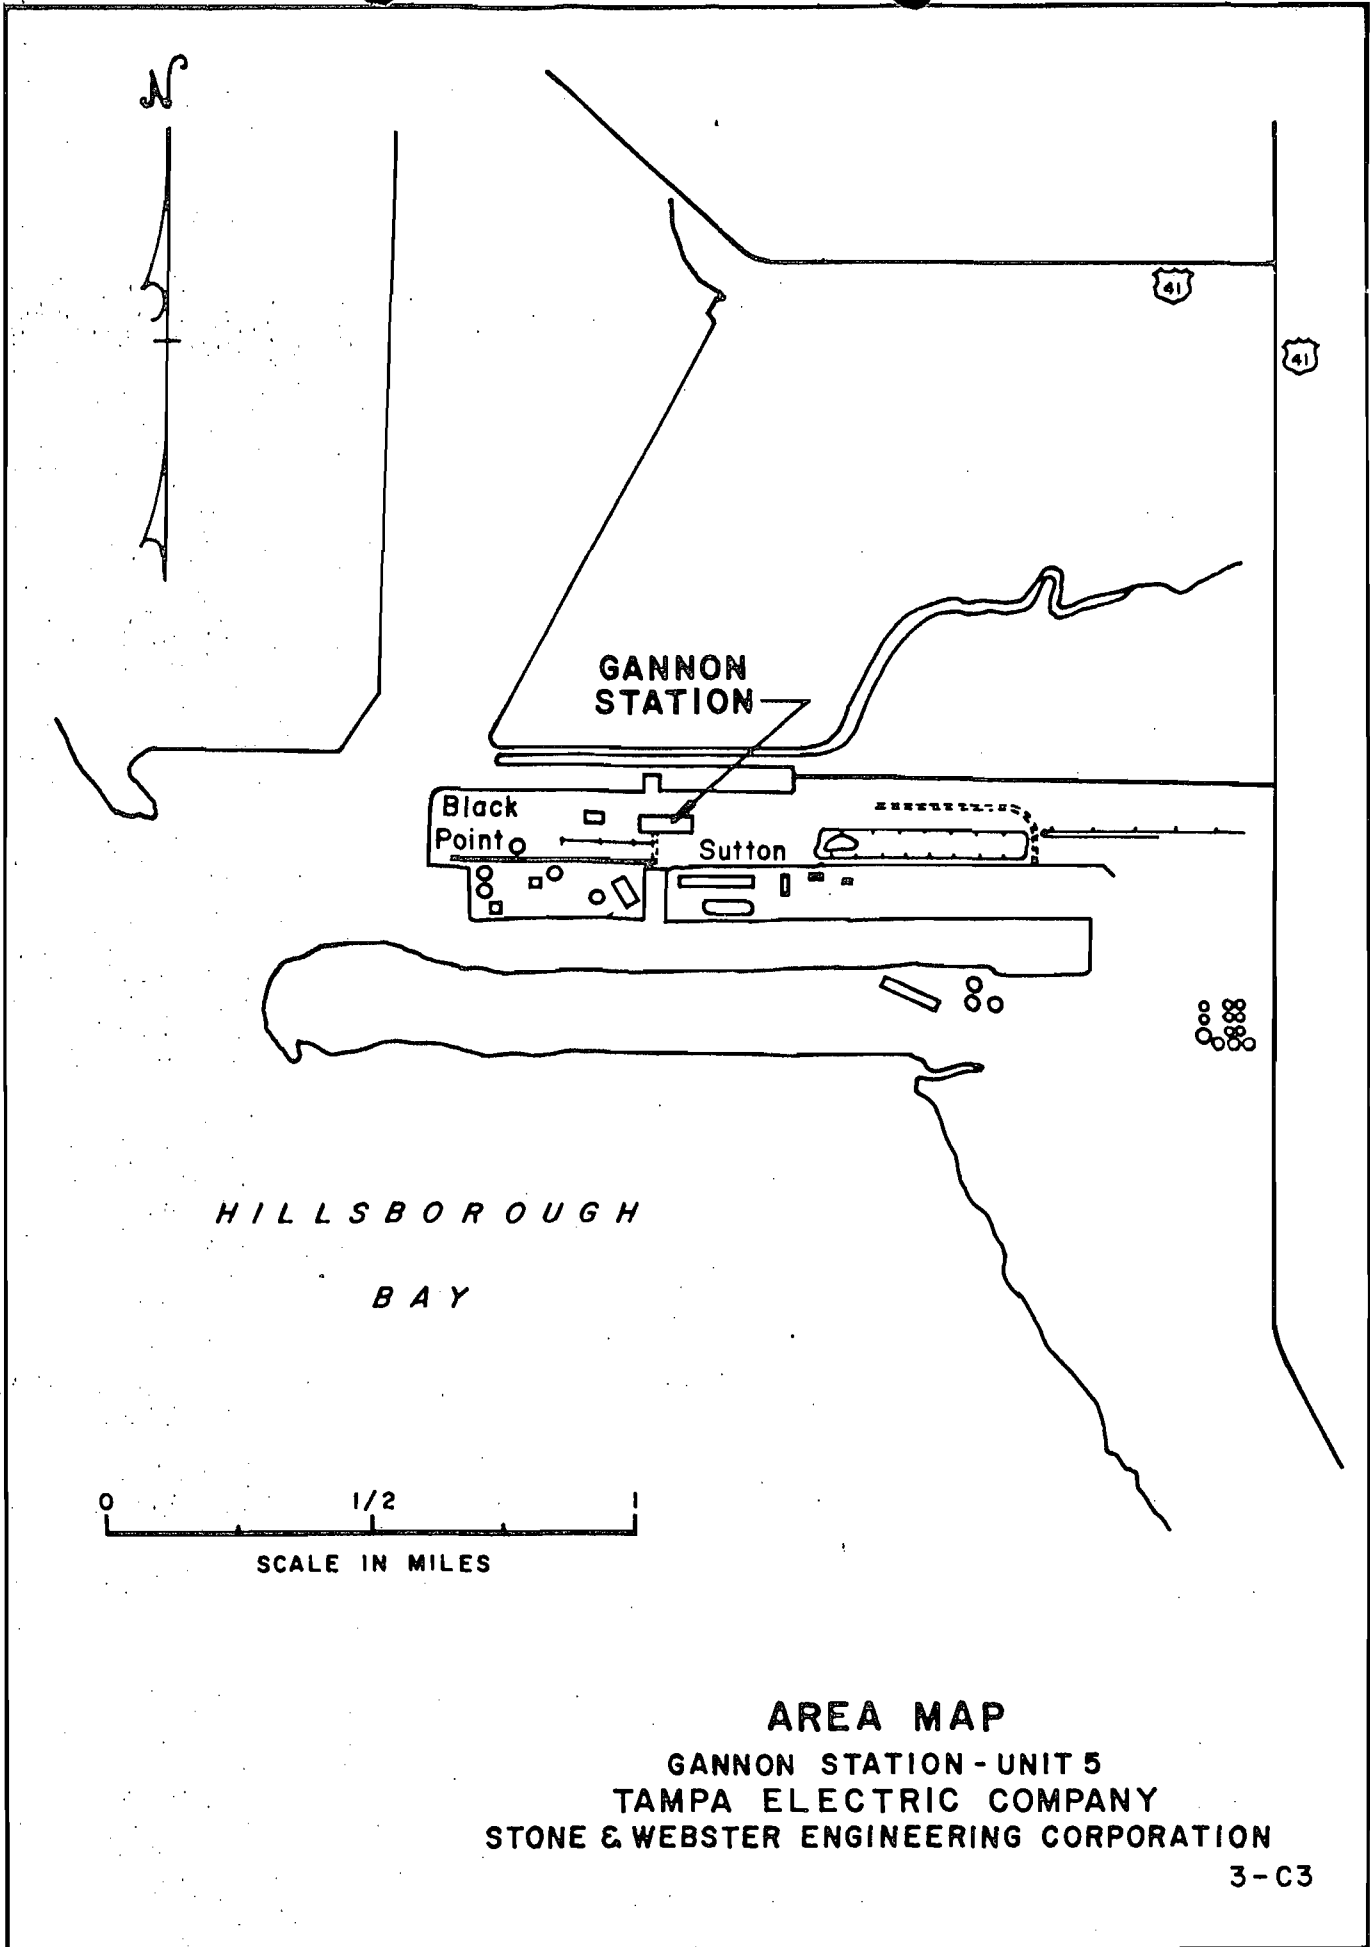 N
41
41
GANNON
STATION
Black
Point
Sutton
HILLSBOROUGH
BAY
0 1/2 1
SCALE IN MILES
AREA MAP
GANNON STATION - UNIT 5
TAMPA ELECTRIC COMPANY
STONE & WEBSTER ENGINEERING CORPORATION
3-C3